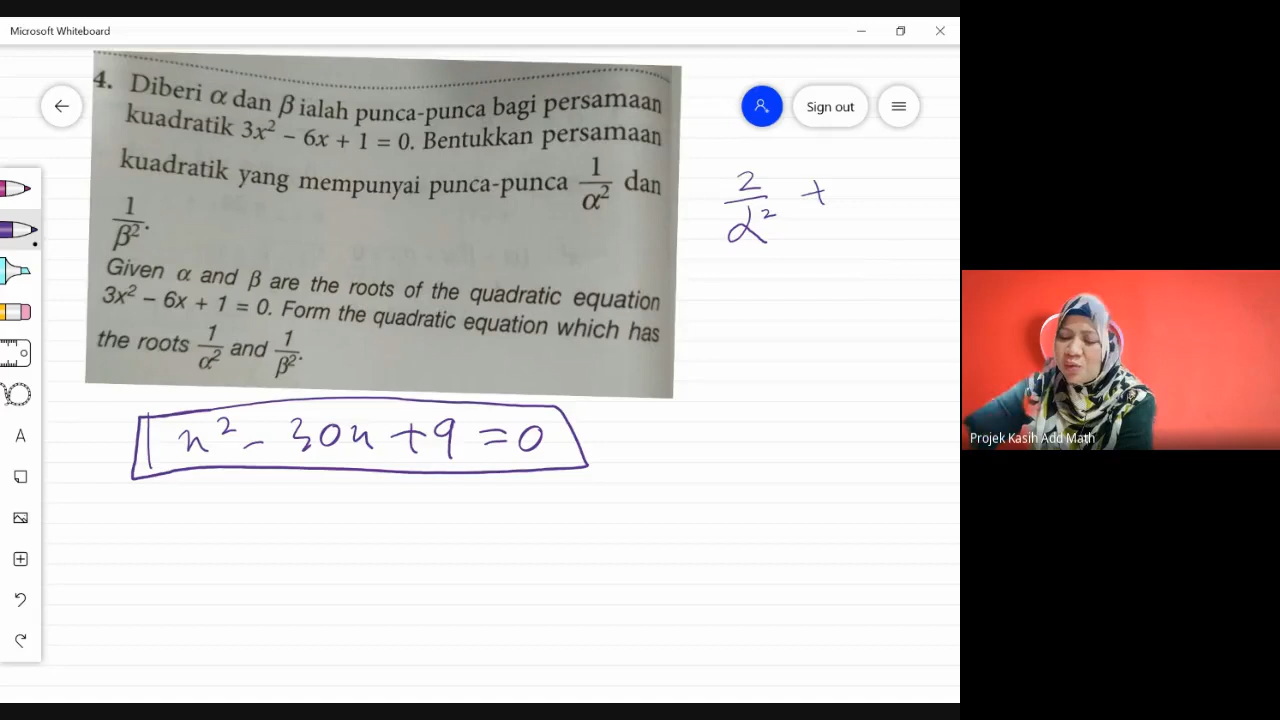 Microsoft Whiteboard
Sign out
4. Diberi α dan β ialah punca-punca bagi persamaan
kuadratik 3x² − 6x + 1 = 0. Bentukkan persamaan
kuadratik yang mempunyai punca-punca 1/α² dan
1/β².
Given α and β are the roots of the quadratic equation
3x² − 6x + 1 = 0. Form the quadratic equation which has
the roots 1/α² and 1/β².
2/α² +
x² − 30x + 9 = 0
A
Projek Kasih Add Math